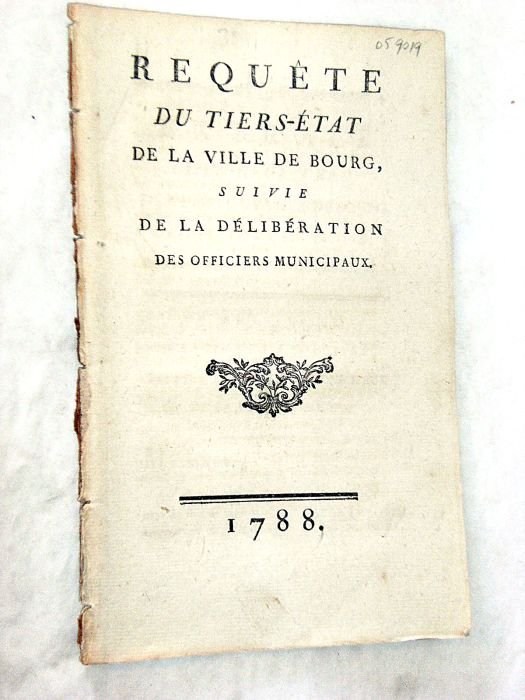 059019
REQUÊTE
DU TIERS-ÉTAT
DE LA VILLE DE BOURG,
SUIVIE
DE LA DÉLIBÉRATION
DES OFFICIERS MUNICIPAUX.
1788.